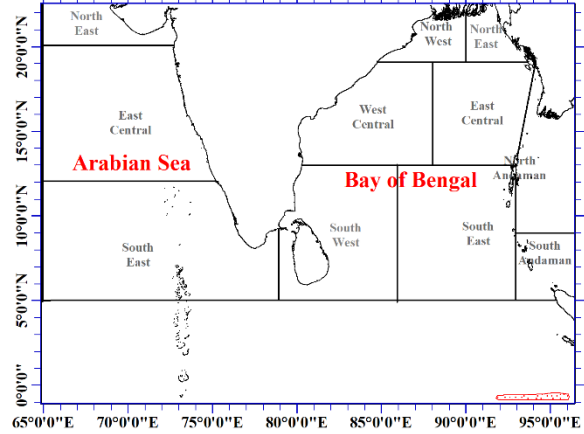 North
East
North
West
North
East
20°0'0"N
East
Central
West
Central
East
Central
15°0'0"N
Arabian Sea
Bay of Bengal
North
Andaman
10°0'0"N
South
East
South
West
South
East
South
Andaman
5°0'0"N
0°0'0"
65°0'0"E 70°0'0"E 75°0'0"E 80°0'0"E 85°0'0"E 90°0'0"E 95°0'0"E